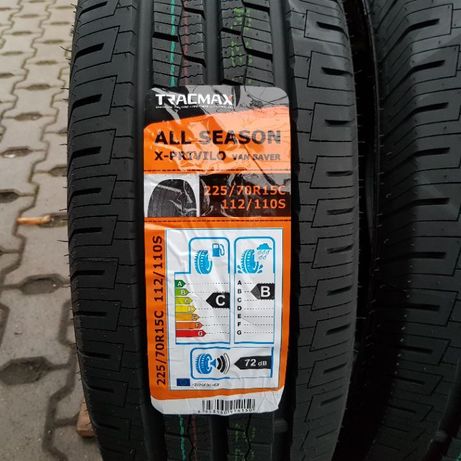 TRACMAX
ALL SEASON
X-PRIVILO VAN SAVER
225/70R15C
112/110S
225/70R15C 112/110S
A
B
C
D
E
F
G
C
A
B
C
D
E
F
G
B
72 dB